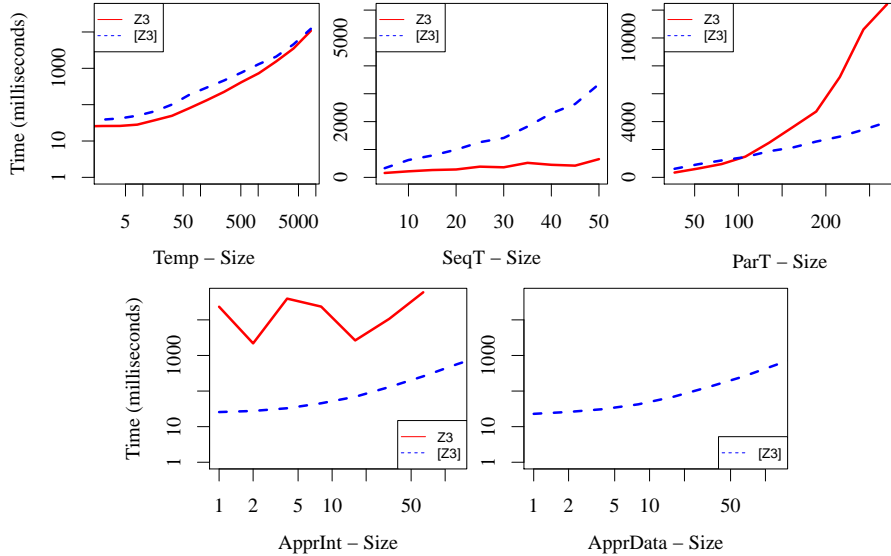 Time (milliseconds)
1 10 1000
Z3
[Z3]
5 50 500 5000
Temp – Size
0 2000 6000
Z3
[Z3]
10 20 30 40 50
SeqT – Size
0 4000 10000
Z3
[Z3]
50 100 200
ParT – Size
Time (milliseconds)
1 10 1000
Z3
[Z3]
1 2 5 10 50
ApprInt – Size
1 10 1000
[Z3]
1 2 5 10 50
ApprData – Size